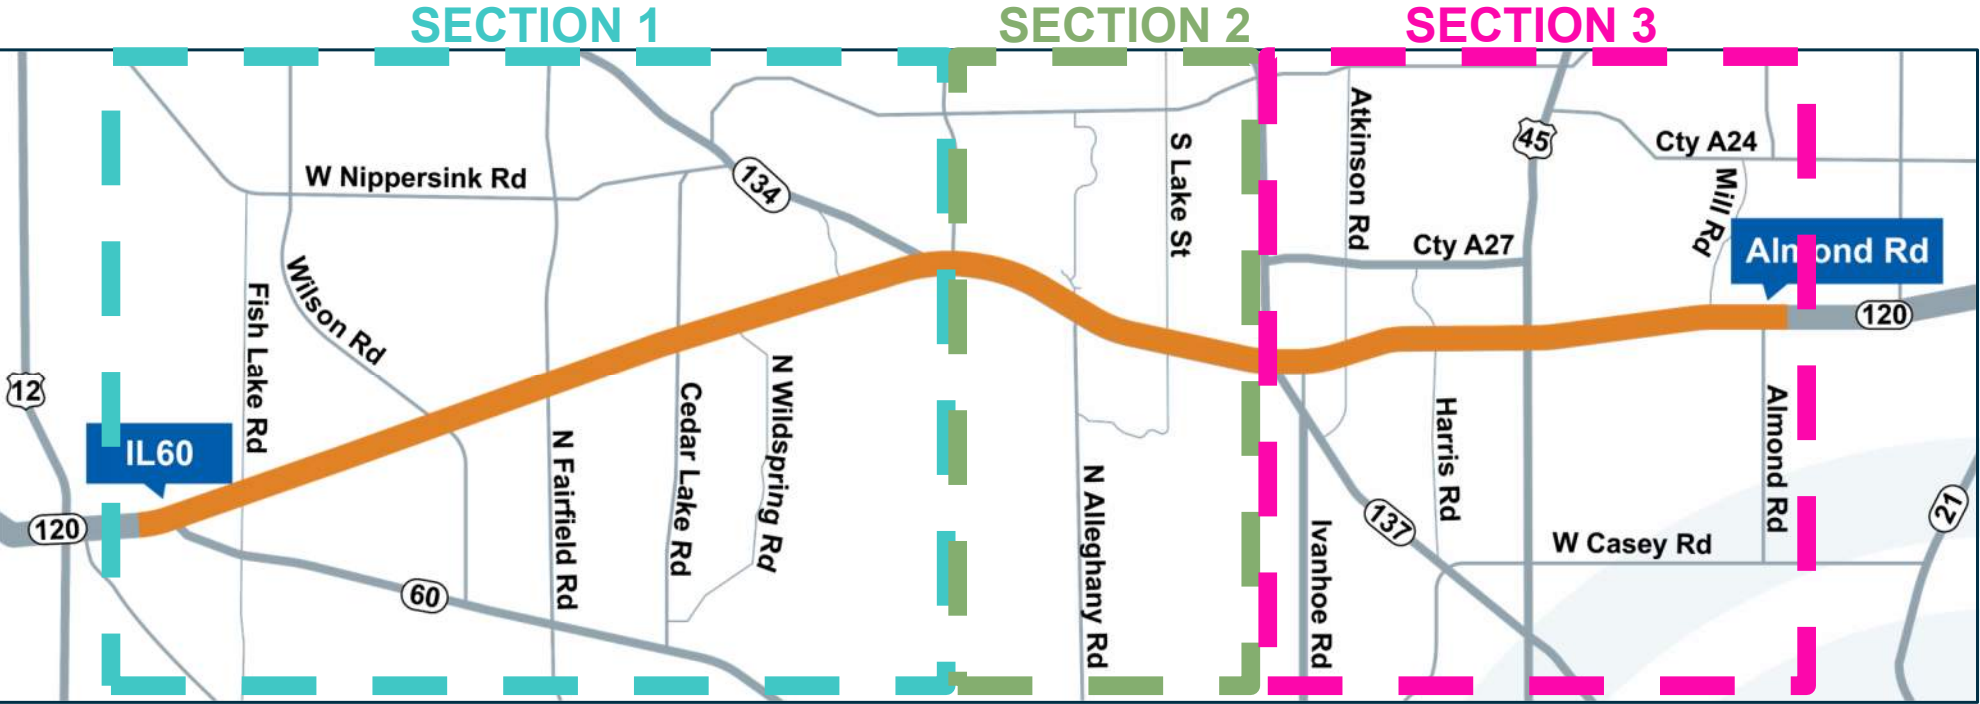 SECTION 1
SECTION 2
SECTION 3
W Nippersink Rd
134
S Lake St
Atkinson Rd
45
Cty A24
Mill Rd
Cty A27
Almond Rd
120
Fish Lake Rd
Wilson Rd
12
IL60
120
Cedar Lake Rd
N Wildspring Rd
N Fairfield Rd
60
N Alleghany Rd
Ivanhoe Rd
137
Harris Rd
W Casey Rd
Almond Rd
21